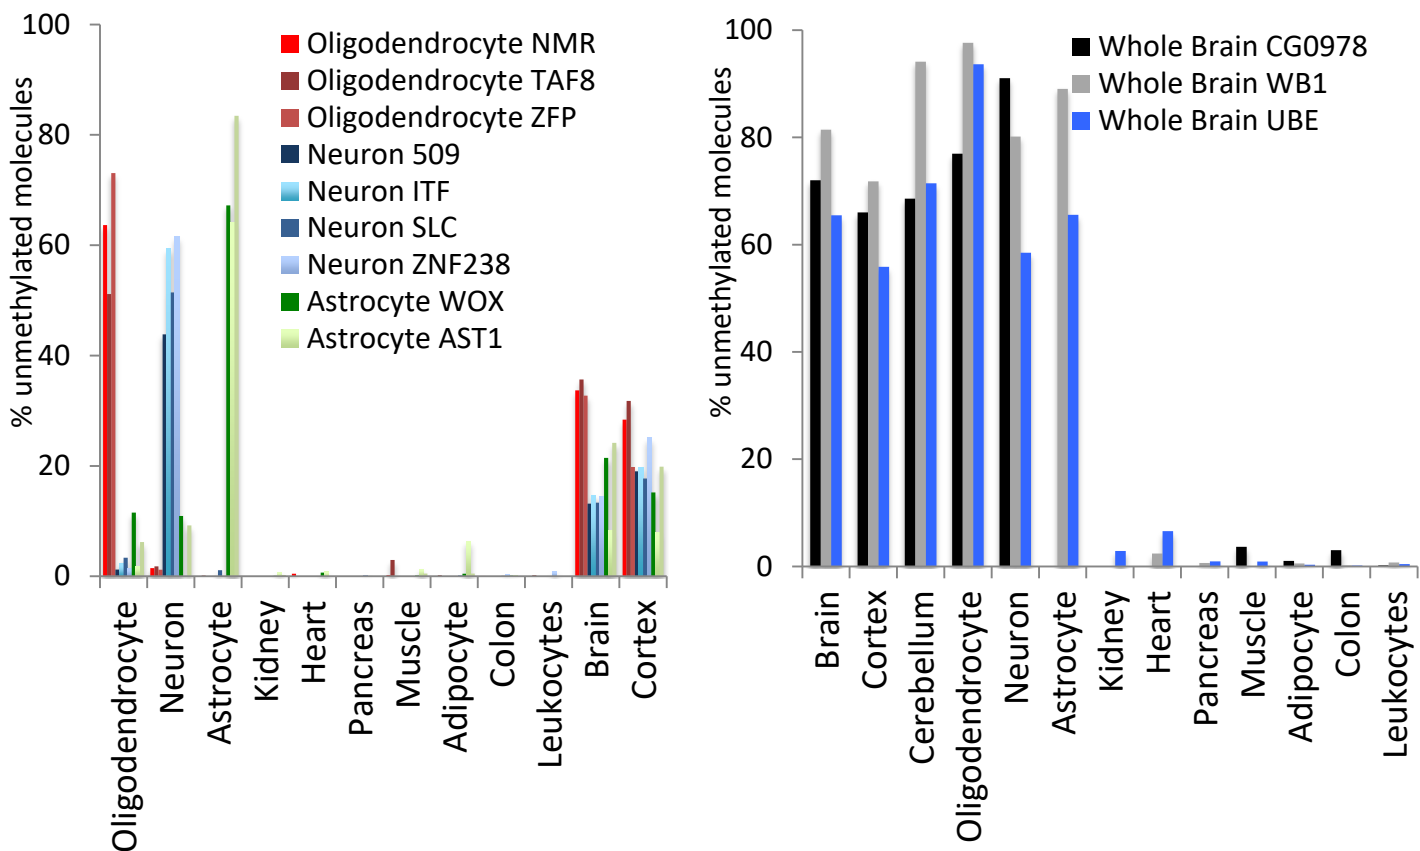 % unmethylated molecules
100
80
60
40
20
0
Oligodendrocyte NMR
Oligodendrocyte TAF8
Oligodendrocyte ZFP
Neuron 509
Neuron ITF
Neuron SLC
Neuron ZNF238
Astrocyte WOX
Astrocyte AST1
Oligodendrocyte
Neuron
Astrocyte
Kidney
Heart
Pancreas
Muscle
Adipocyte
Colon
Leukocytes
Brain
Cortex
% unmethylated molecules
100
80
60
40
20
0
Whole Brain CG0978
Whole Brain WB1
Whole Brain UBE
Brain
Cortex
Cerebellum
Oligodendrocyte
Neuron
Astrocyte
Kidney
Heart
Pancreas
Muscle
Adipocyte
Colon
Leukocytes